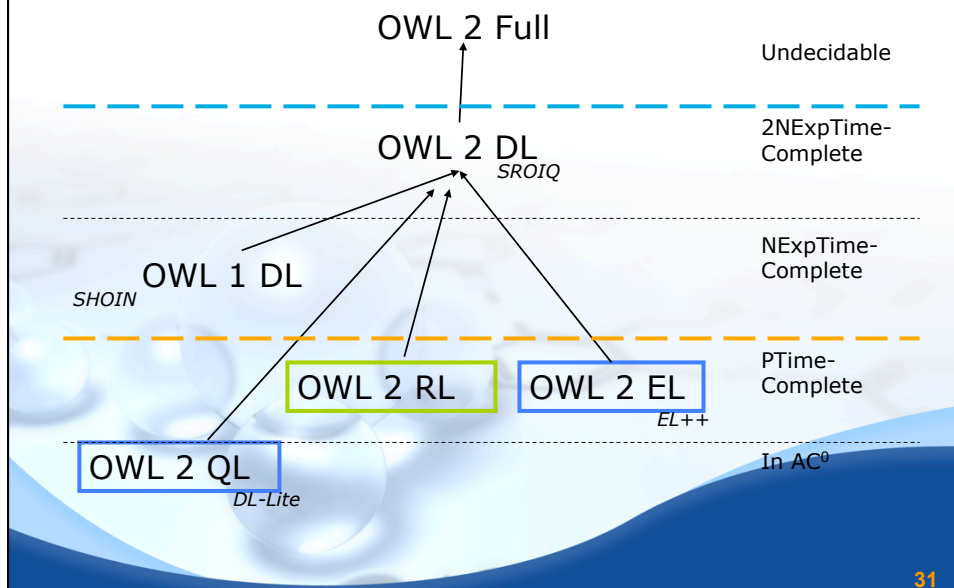 OWL 2 Full
Undecidable
OWL 2 DL
SROIQ
2NExpTime-
Complete
OWL 1 DL
SHOIN
NExpTime-
Complete
OWL 2 RL
OWL 2 EL
EL++
PTime-
Complete
OWL 2 QL
DL-Lite
In AC⁰
31